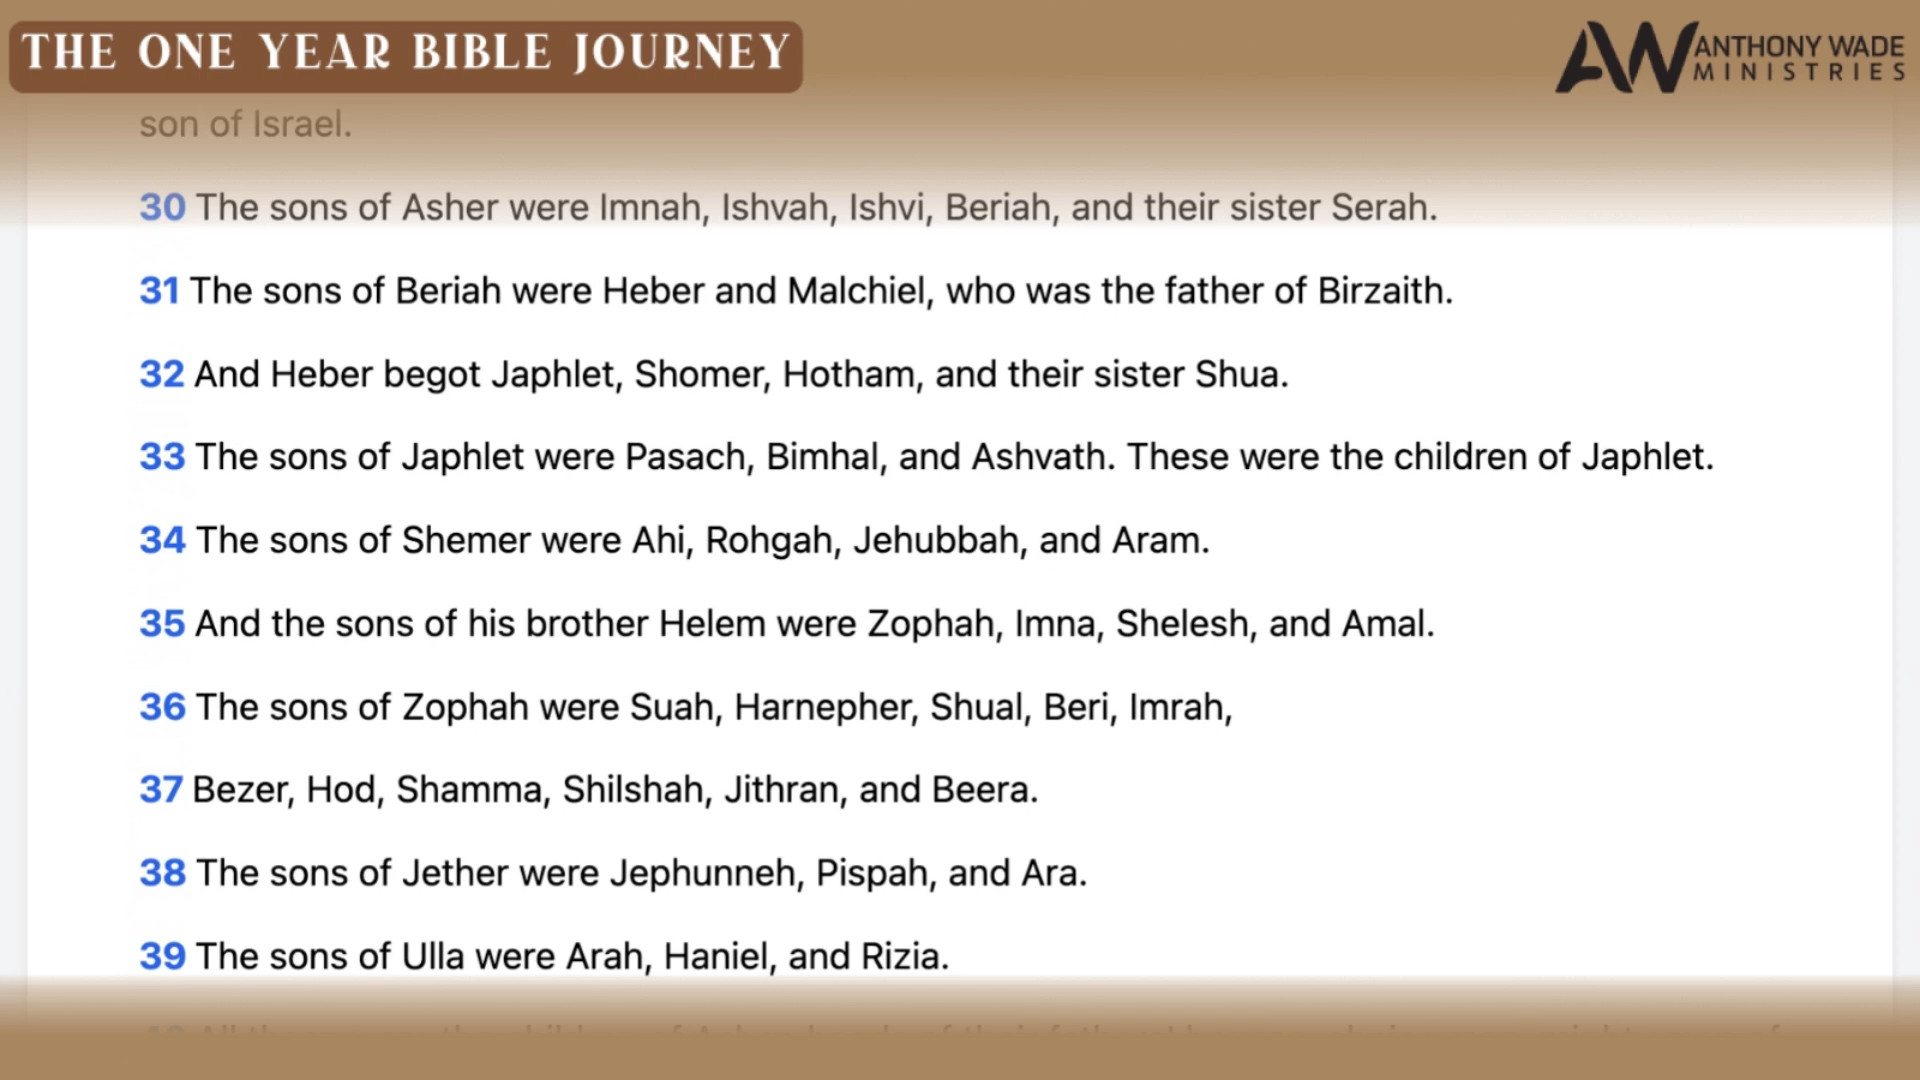 THE ONE YEAR BIBLE JOURNEY
AW ANTHONY WADE
MINISTRIES
son of Israel.
30 The sons of Asher were Imnah, Ishvah, Ishvi, Beriah, and their sister Serah.
31 The sons of Beriah were Heber and Malchiel, who was the father of Birzaith.
32 And Heber begot Japhlet, Shomer, Hotham, and their sister Shua.
33 The sons of Japhlet were Pasach, Bimhal, and Ashvath. These were the children of Japhlet.
34 The sons of Shemer were Ahi, Rohgah, Jehubbah, and Aram.
35 And the sons of his brother Helem were Zophah, Imna, Shelesh, and Amal.
36 The sons of Zophah were Suah, Harnepher, Shual, Beri, Imrah,
37 Bezer, Hod, Shamma, Shilshah, Jithran, and Beera.
38 The sons of Jether were Jephunneh, Pispah, and Ara.
39 The sons of Ulla were Arah, Haniel, and Rizia.